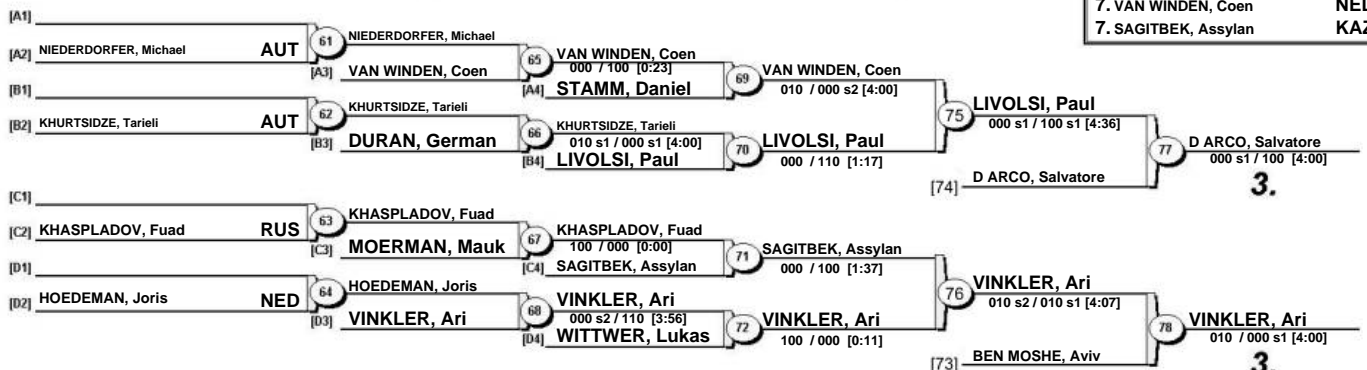 7. VAN WINDEN, Coen NED
7. SAGITBEK, Assylan KAZ
[A1]
[A2] NIEDERDORFER, Michael AUT
61 NIEDERDORFER, Michael
[A3] VAN WINDEN, Coen
65 VAN WINDEN, Coen
000 / 100 [0:23]
[A4] STAMM, Daniel
69 VAN WINDEN, Coen
010 / 000 s2 [4:00]
[B1]
[B2] KHURTSIDZE, Tarieli AUT
62 KHURTSIDZE, Tarieli
[B3] DURAN, German
66 KHURTSIDZE, Tarieli
010 s1 / 000 s1 [4:00]
[B4] LIVOLSI, Paul
70 LIVOLSI, Paul
000 / 110 [1:17]
75 LIVOLSI, Paul
000 s1 / 100 s1 [4:36]
[74] D ARCO, Salvatore
77 D ARCO, Salvatore
000 s1 / 100 [4:00]
3.
[C1]
[C2] KHASPLADOV, Fuad RUS
63 KHASPLADOV, Fuad
[C3] MOERMAN, Mauk
67 KHASPLADOV, Fuad
100 / 000 [0:00]
[C4] SAGITBEK, Assylan
71 SAGITBEK, Assylan
000 / 100 [1:37]
[D1]
[D2] HOEDEMAN, Joris NED
64 HOEDEMAN, Joris
[D3] VINKLER, Ari
68 VINKLER, Ari
000 s2 / 110 [3:56]
[D4] WITTWER, Lukas
72 VINKLER, Ari
100 / 000 [0:11]
76 VINKLER, Ari
010 s2 / 010 s1 [4:07]
[73] BEN MOSHE, Aviv
78 VINKLER, Ari
010 / 000 s1 [4:00]
3.